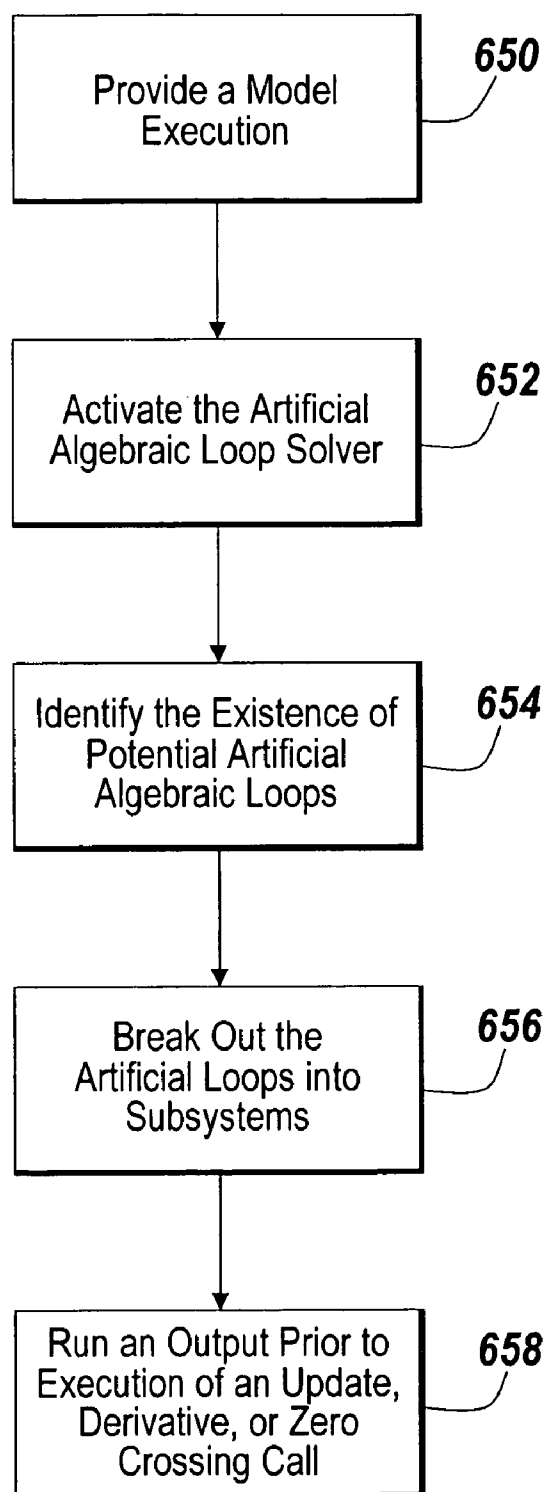 Provide a Model
Execution
650
Activate the Artificial
Algebraic Loop Solver
652
Identify the Existence of
Potential Artificial
Algebraic Loops
654
Break Out the
Artificial Loops into
Subsystems
656
Run an Output Prior to
Execution of an Update,
Derivative, or Zero
Crossing Call
658